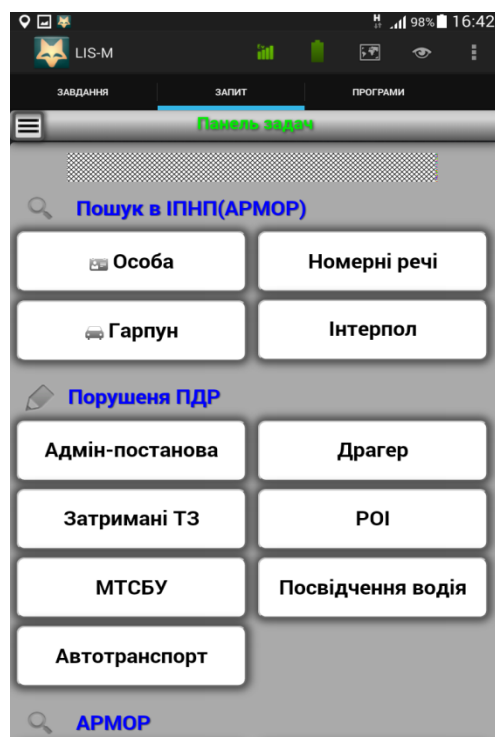 H
98% 16:42
LIS-M
ЗАВДАННЯ ЗАПИТ ПРОГРАМИ
Панель задач
Пошук в ІПНП(АРМОР)
Особа Номерні речі
Гарпун Інтерпол
Порушеня ПДР
Адмін-постанова Драгер
Затримані ТЗ POI
МТСБУ Посвідчення водія
Автотранспорт
АРМОР